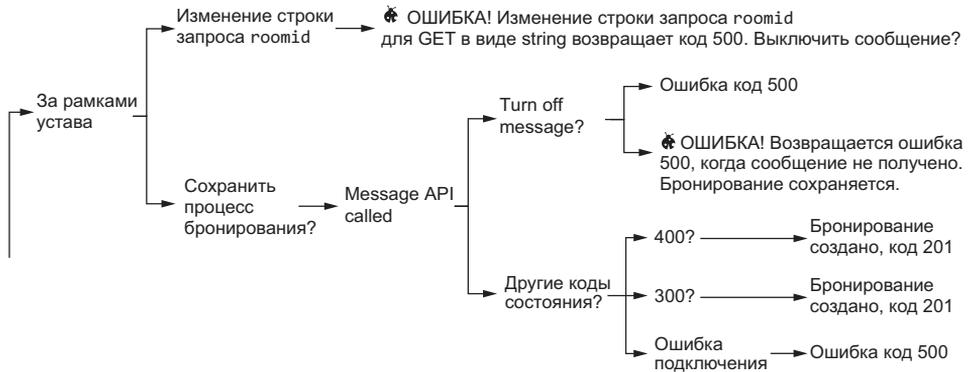 Изменение строки
запроса roomid
ОШИБКА! Изменение строки запроса roomid
для GET в виде string возвращает код 500. Выключить сообщение?
За рамками
устава
Сохранить
процесс
бронирования?
Message API
called
Turn off
message?
Ошибка код 500
ОШИБКА! Возвращается ошибка
500, когда сообщение не получено.
Бронирование сохраняется.
Другие коды
состояния?
400?
Бронирование
создано, код 201
300?
Бронирование
создано, код 201
Ошибка
подключения
Ошибка код 500